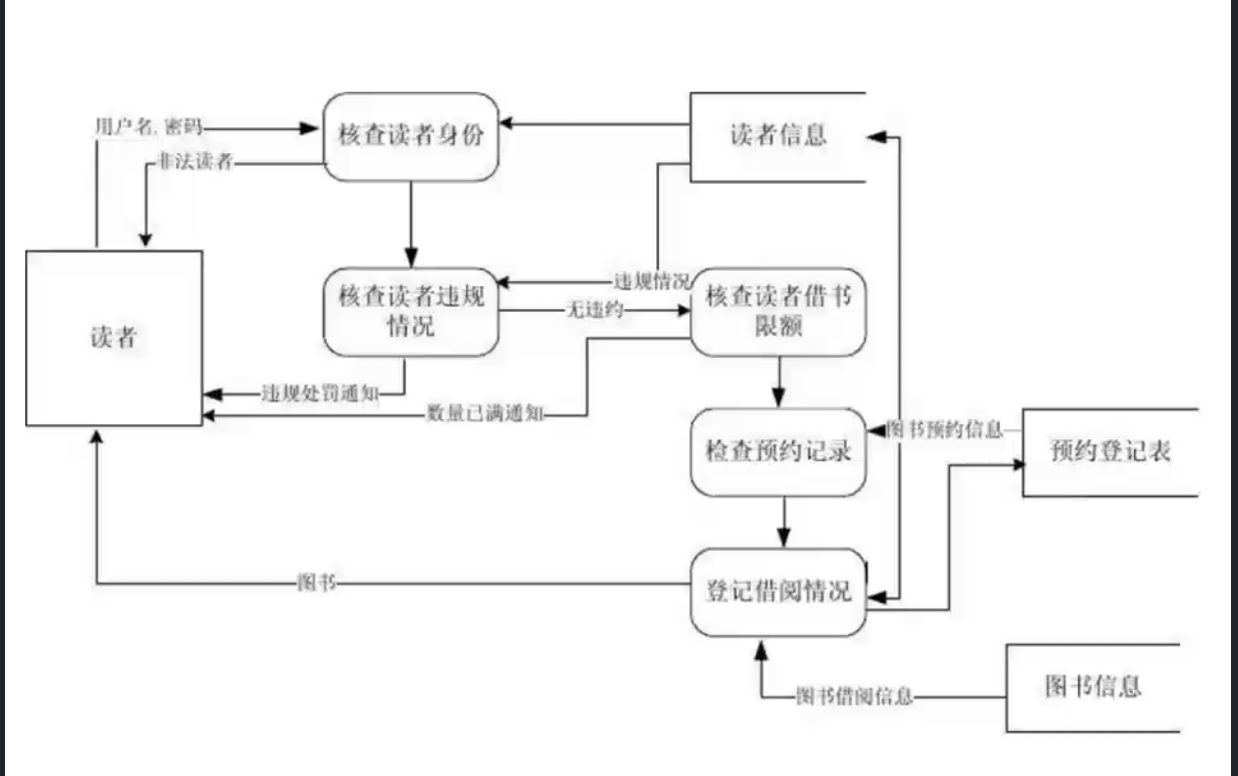 用户名, 密码
核查读者身份
读者信息
非法读者
核查读者违规
情况
违规情况
核查读者借书
限额
无违约
读者
违规处罚通知
数量已满通知
检查预约记录
图书预约信息
预约登记表
图书
登记借阅情况
图书借阅信息
图书信息